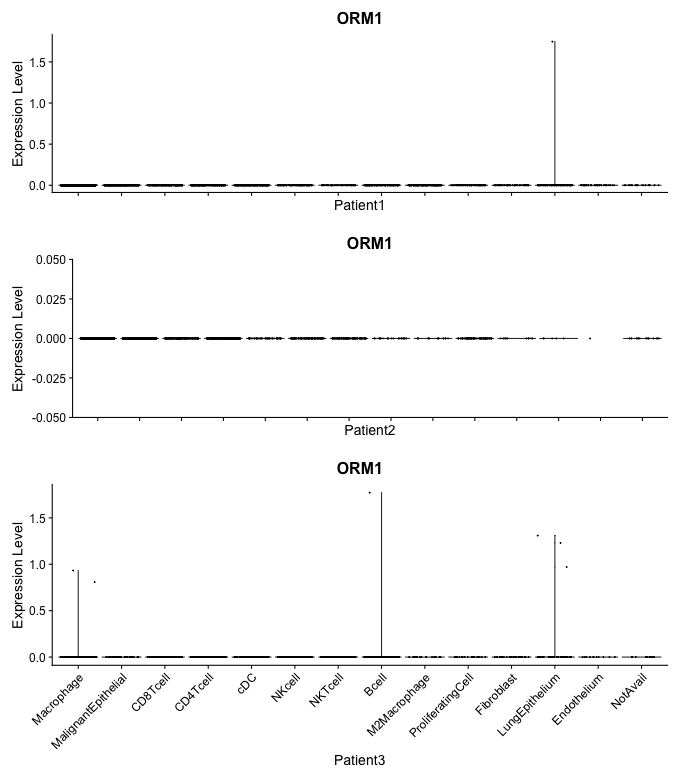 ORM1
Expression Level
1.5
1.0
0.5
0.0
Patient1
ORM1
Expression Level
0.050
0.025
0.000
-0.025
-0.050
Patient2
ORM1
Expression Level
1.5
1.0
0.5
0.0
Macrophage
MalignantEpithelial
CD8Tcell
CD4Tcell
cDC
NKcell
NKTcell
Bcell
M2Macrophage
ProliferatingCell
Fibroblast
LungEpithelium
Endothelium
NotAvail
Patient3